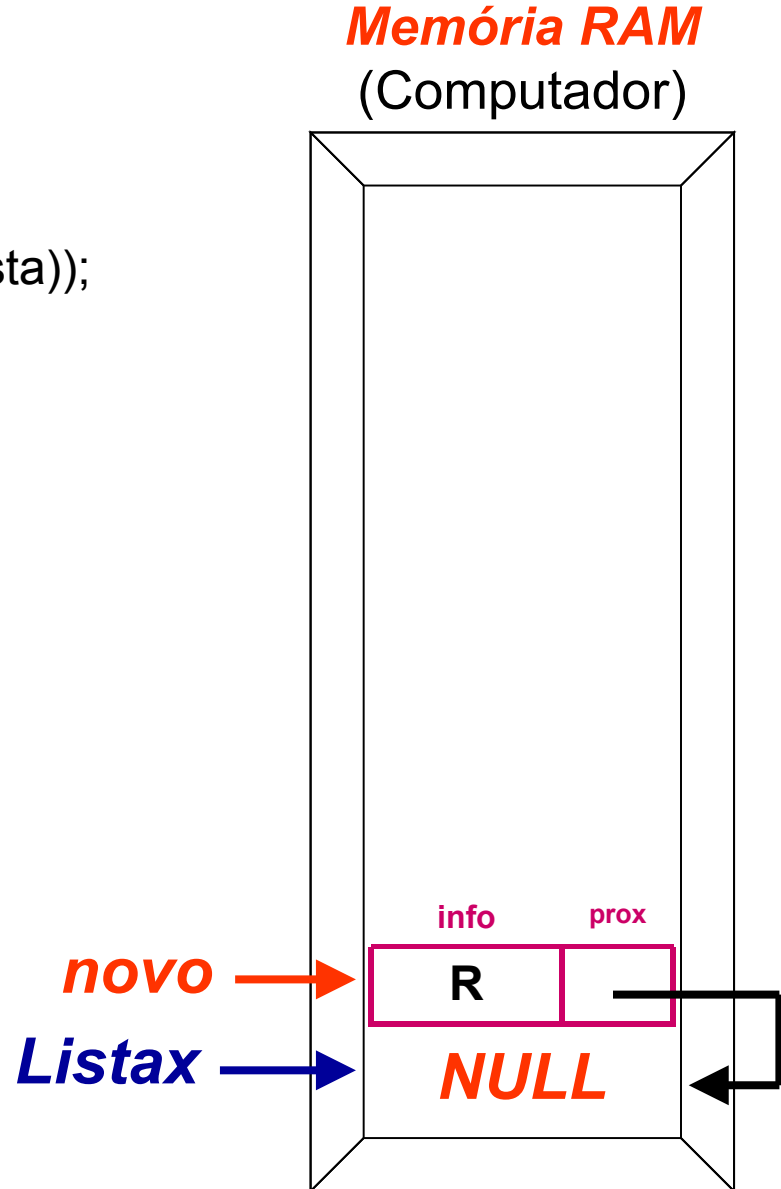 Memória RAM
(Computador)
sta));
info prox
novo R
Listax NULL